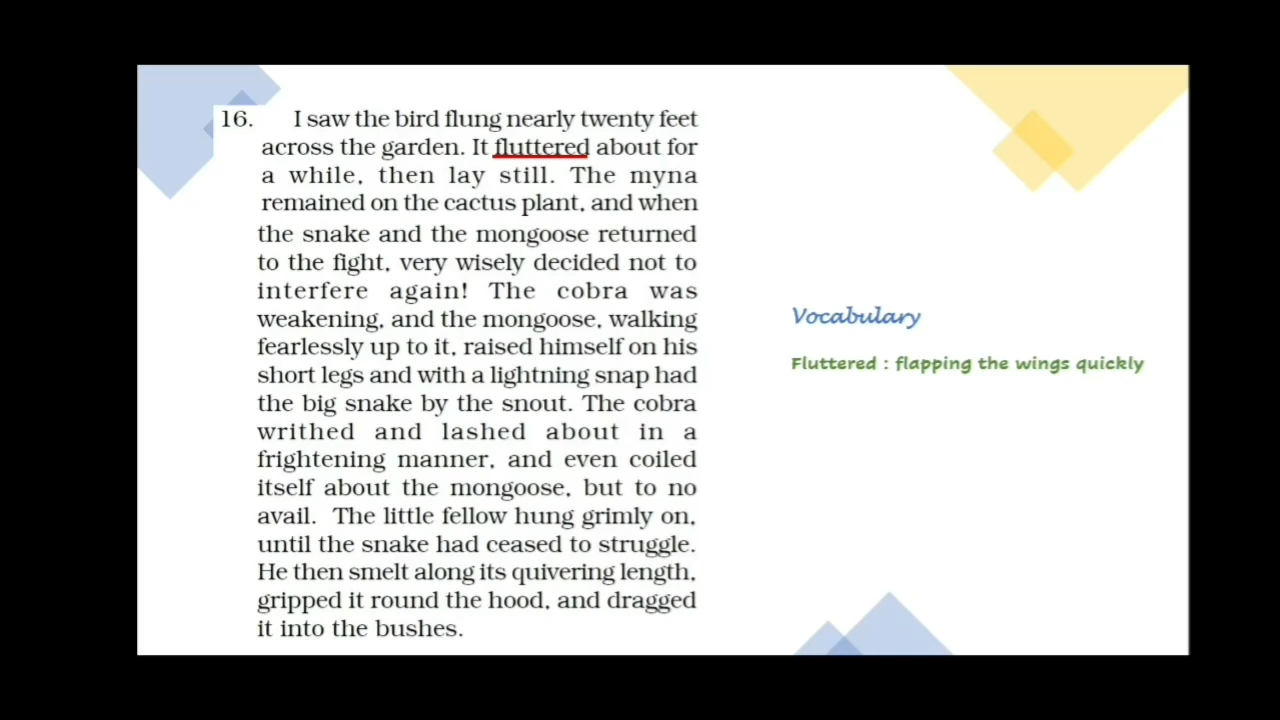 16. I saw the bird flung nearly twenty feet
across the garden. It fluttered about for
a while, then lay still. The myna
remained on the cactus plant, and when
the snake and the mongoose returned
to the fight, very wisely decided not to
interfere again! The cobra was
weakening, and the mongoose, walking
fearlessly up to it, raised himself on his
short legs and with a lightning snap had
the big snake by the snout. The cobra
writhed and lashed about in a
frightening manner, and even coiled
itself about the mongoose, but to no
avail. The little fellow hung grimly on,
until the snake had ceased to struggle.
He then smelt along its quivering length,
gripped it round the hood, and dragged
it into the bushes.
Vocabulary
Fluttered : flapping the wings quickly